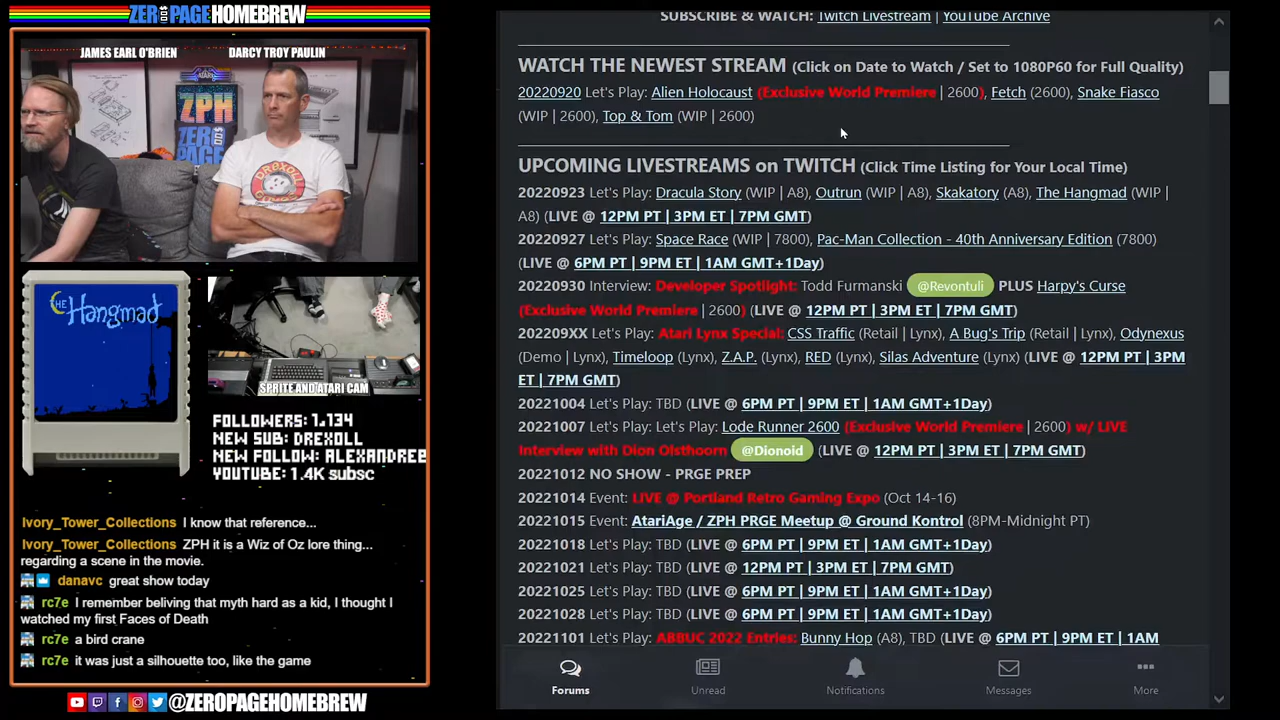 ZERO PAGE HOMEBREW
JAMES EARL O'BRIEN
DARCY TROY PAULIN
ZPH
DREXOLL
THE Hangmad
SPRITE AND ATARI CAM
FOLLOWERS: 1,134
NEW SUB: DREXOLL
NEW FOLLOW: ALEXANDREB
YOUTUBE: 1.4K subsc
Ivory_Tower_Collections I know that reference...
Ivory_Tower_Collections ZPH it is a Wiz of Oz lore thing...
regarding a scene in the movie.
danavc great show today
rc7e I remember beliving that myth hard as a kid, I thought I
watched my first Faces of Death
rc7e a bird crane
rc7e it was just a silhouette too, like the game
@ZEROPAGEHOMEBREW
SUBSCRIBE & WATCH: Twitch Livestream | YouTube Archive
WATCH THE NEWEST STREAM (Click on Date to Watch / Set to 1080P60 for Full Quality)
20220920 Let's Play: Alien Holocaust (Exclusive World Premiere | 2600), Fetch (2600), Snake Fiasco
(WIP | 2600), Top & Tom (WIP | 2600)
UPCOMING LIVESTREAMS on TWITCH (Click Time Listing for Your Local Time)
20220923 Let's Play: Dracula Story (WIP | A8), Outrun (WIP | A8), Skakatory (A8), The Hangmad (WIP |
A8) (LIVE @ 12PM PT | 3PM ET | 7PM GMT)
20220927 Let's Play: Space Race (WIP | 7800), Pac-Man Collection - 40th Anniversary Edition (7800)
(LIVE @ 6PM PT | 9PM ET | 1AM GMT+1Day)
20220930 Interview: Developer Spotlight: Todd Furmanski @Revontuli PLUS Harpy's Curse
(Exclusive World Premiere | 2600) (LIVE @ 12PM PT | 3PM ET | 7PM GMT)
202209XX Let's Play: Atari Lynx Special: CSS Traffic (Retail | Lynx), A Bug's Trip (Retail | Lynx), Odynexus
(Demo | Lynx), Timeloop (Lynx), Z.A.P. (Lynx), RED (Lynx), Silas Adventure (Lynx) (LIVE @ 12PM PT | 3PM
ET | 7PM GMT)
20221004 Let's Play: TBD (LIVE @ 6PM PT | 9PM ET | 1AM GMT+1Day)
20221007 Let's Play: Let's Play: Lode Runner 2600 (Exclusive World Premiere | 2600) w/ LIVE
Interview with Dion Olsthoorn @Dionoid (LIVE @ 12PM PT | 3PM ET | 7PM GMT)
20221012 NO SHOW - PRGE PREP
20221014 Event: LIVE @ Portland Retro Gaming Expo (Oct 14-16)
20221015 Event: AtariAge / ZPH PRGE Meetup @ Ground Kontrol (8PM-Midnight PT)
20221018 Let's Play: TBD (LIVE @ 6PM PT | 9PM ET | 1AM GMT+1Day)
20221021 Let's Play: TBD (LIVE @ 12PM PT | 3PM ET | 7PM GMT)
20221025 Let's Play: TBD (LIVE @ 6PM PT | 9PM ET | 1AM GMT+1Day)
20221028 Let's Play: TBD (LIVE @ 6PM PT | 9PM ET | 1AM GMT+1Day)
20221101 Let's Play: ABBUC 2022 Entries: Bunny Hop (A8), TBD (LIVE @ 6PM PT | 9PM ET | 1AM
Forums
Unread
Notifications
Messages
More